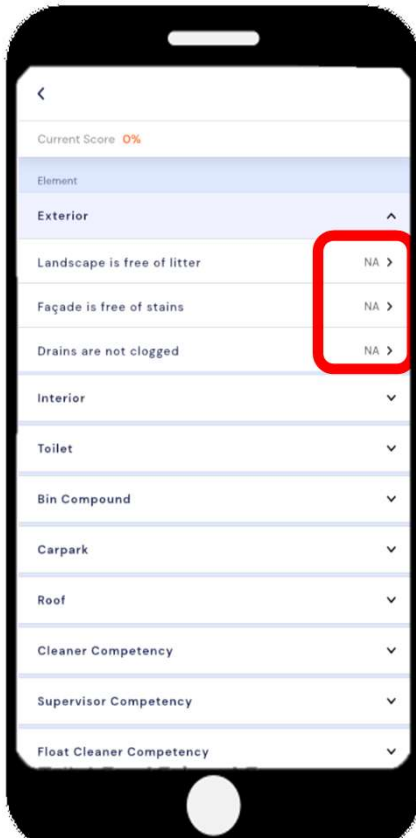 Current Score 0%
Element
Exterior
Landscape is free of litter NA
Façade is free of stains NA
Drains are not clogged NA
Interior
Toilet
Bin Compound
Carpark
Roof
Cleaner Competency
Supervisor Competency
Float Cleaner Competency